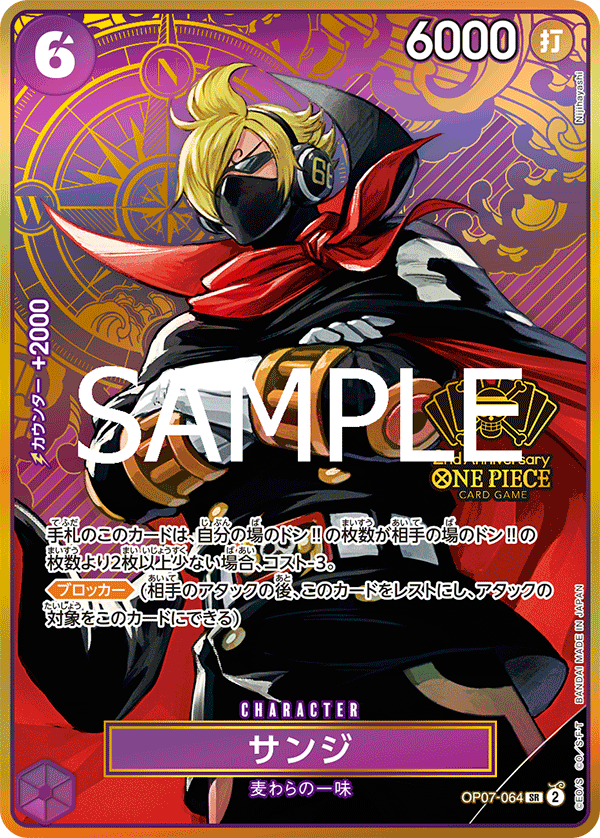 6
6000
打
Nijihayashi
N
66
カウンター +2000
SAMPLE
2nd Anniversary
ONE PIECE
CARD GAME
手札のこのカードは、自分の場のドン!!の枚数が相手の場のドン!!の
枚数より2枚以上少ない場合、コスト-3。
ブロッカー (相手のアタックの後、このカードをレストにし、アタックの
対象をこのカードにできる)
CHARACTER
サンジ
麦わらの一味
OP07-064 SR 2
©E.O/S ©O/S・F・T BANDAI MADE IN JAPAN